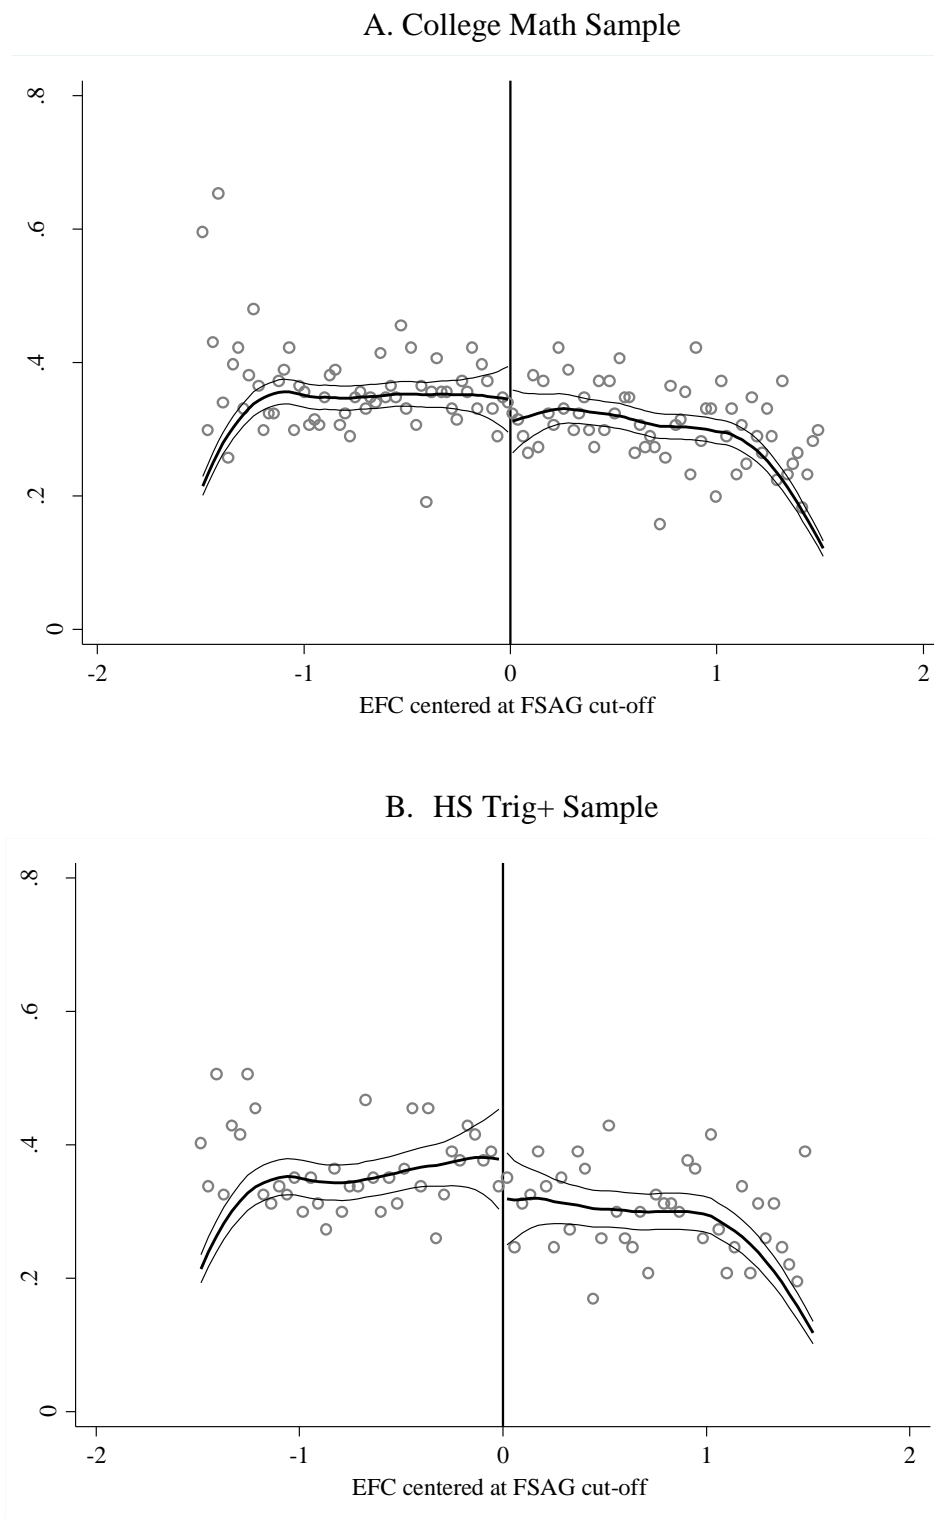 A. College Math Sample
.8
.6
.4
.2
0
-2 -1 0 1 2
EFC centered at FSAG cut-off
B. HS Trig+ Sample
.8
.6
.4
.2
0
-2 -1 0 1 2
EFC centered at FSAG cut-off